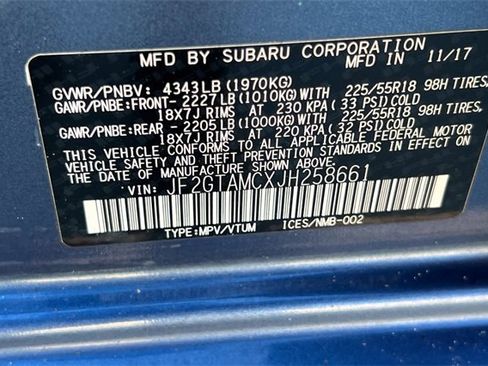 MFD BY SUBARU CORPORATION
MFD IN 11/17
GVWR/PNBV: 4343LB(1970KG)
GAWR/PNBE:FRONT-2227LB(1010KG)WITH 225/55R18 98H TIRES,
18X7J RIMS AT 230 KPA(33 PSI)COLD
GAWR/PNBE:REAR -2205LB(1000KG)WITH 225/55R18 98H TIRES,
18X7J RIMS AT 220 KPA(32 PSI)COLD
THIS VEHICLE CONFORMS TO ALL APPLICABLE FEDERAL MOTOR
VEHICLE SAFETY AND THEFT PREVENTION STANDARDS IN EFFECT ON
THE DATE OF MANUFACTURE SHOWN ABOVE.
VIN: JF2GTAMCXJH258661
TYPE:MPV/VTUM ICES/NMB-002